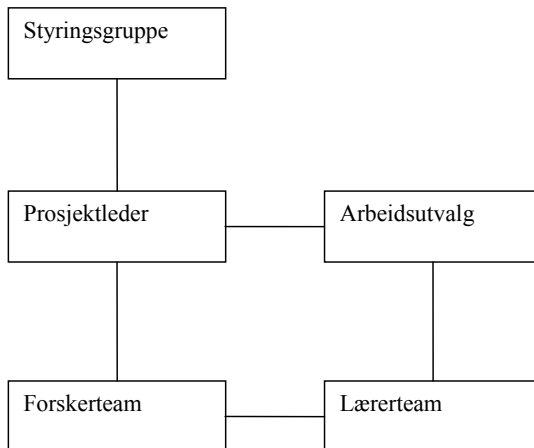 Styringsgruppe
Prosjektleder
Arbeidsutvalg
Forskerteam
Lærerteam